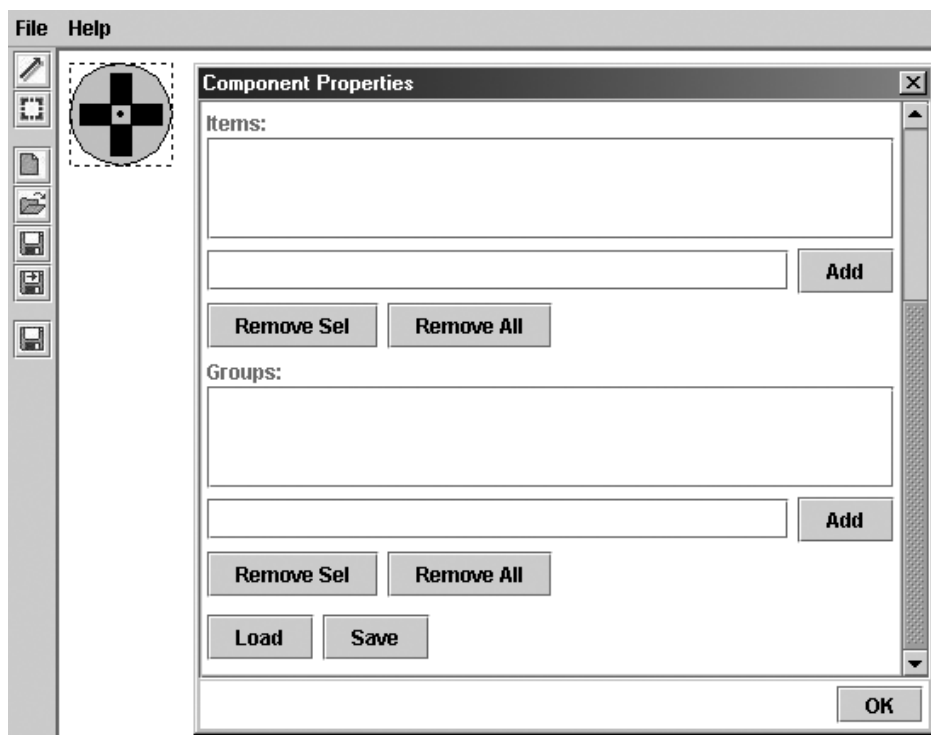 File Help
Component Properties
Items:
Add
Remove Sel Remove All
Groups:
Add
Remove Sel Remove All
Load Save
OK